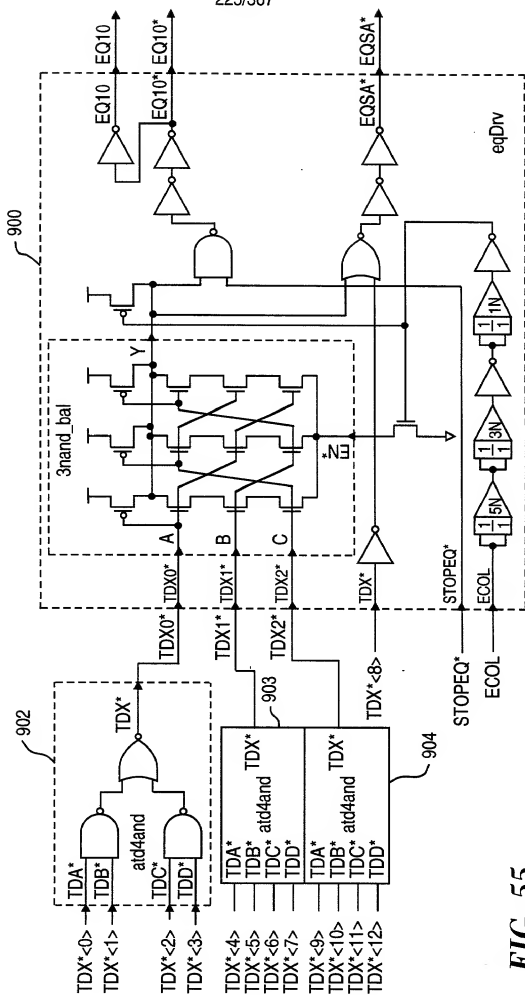 223/367
900
EQ10
EQ10
EQ10*
EQ10*
EQSA*
EQSA*
eqDrv
3nand_bal
Y
A
B
C
EN*
TDX0*
TDX1*
TDX2*
TDX*
STOPEQ*
ECOL
1
1
5N
1
1
3N
1
1
1N
TDX0*
TDX1*
TDX2*
TDX*<8>
STOPEQ*
ECOL
902
TDX*
atd4and
TDA*
TDB*
TDC*
TDD*
TDX*<0>
TDX*<1>
TDX*<2>
TDX*<3>
903
TDX*
atd4and
TDA*
TDB*
TDC*
TDD*
TDX*<4>
TDX*<5>
TDX*<6>
TDX*<7>
904
TDX*
atd4and
TDA*
TDB*
TDC*
TDD*
TDX*<9>
TDX*<10>
TDX*<11>
TDX*<12>
FIG. 55